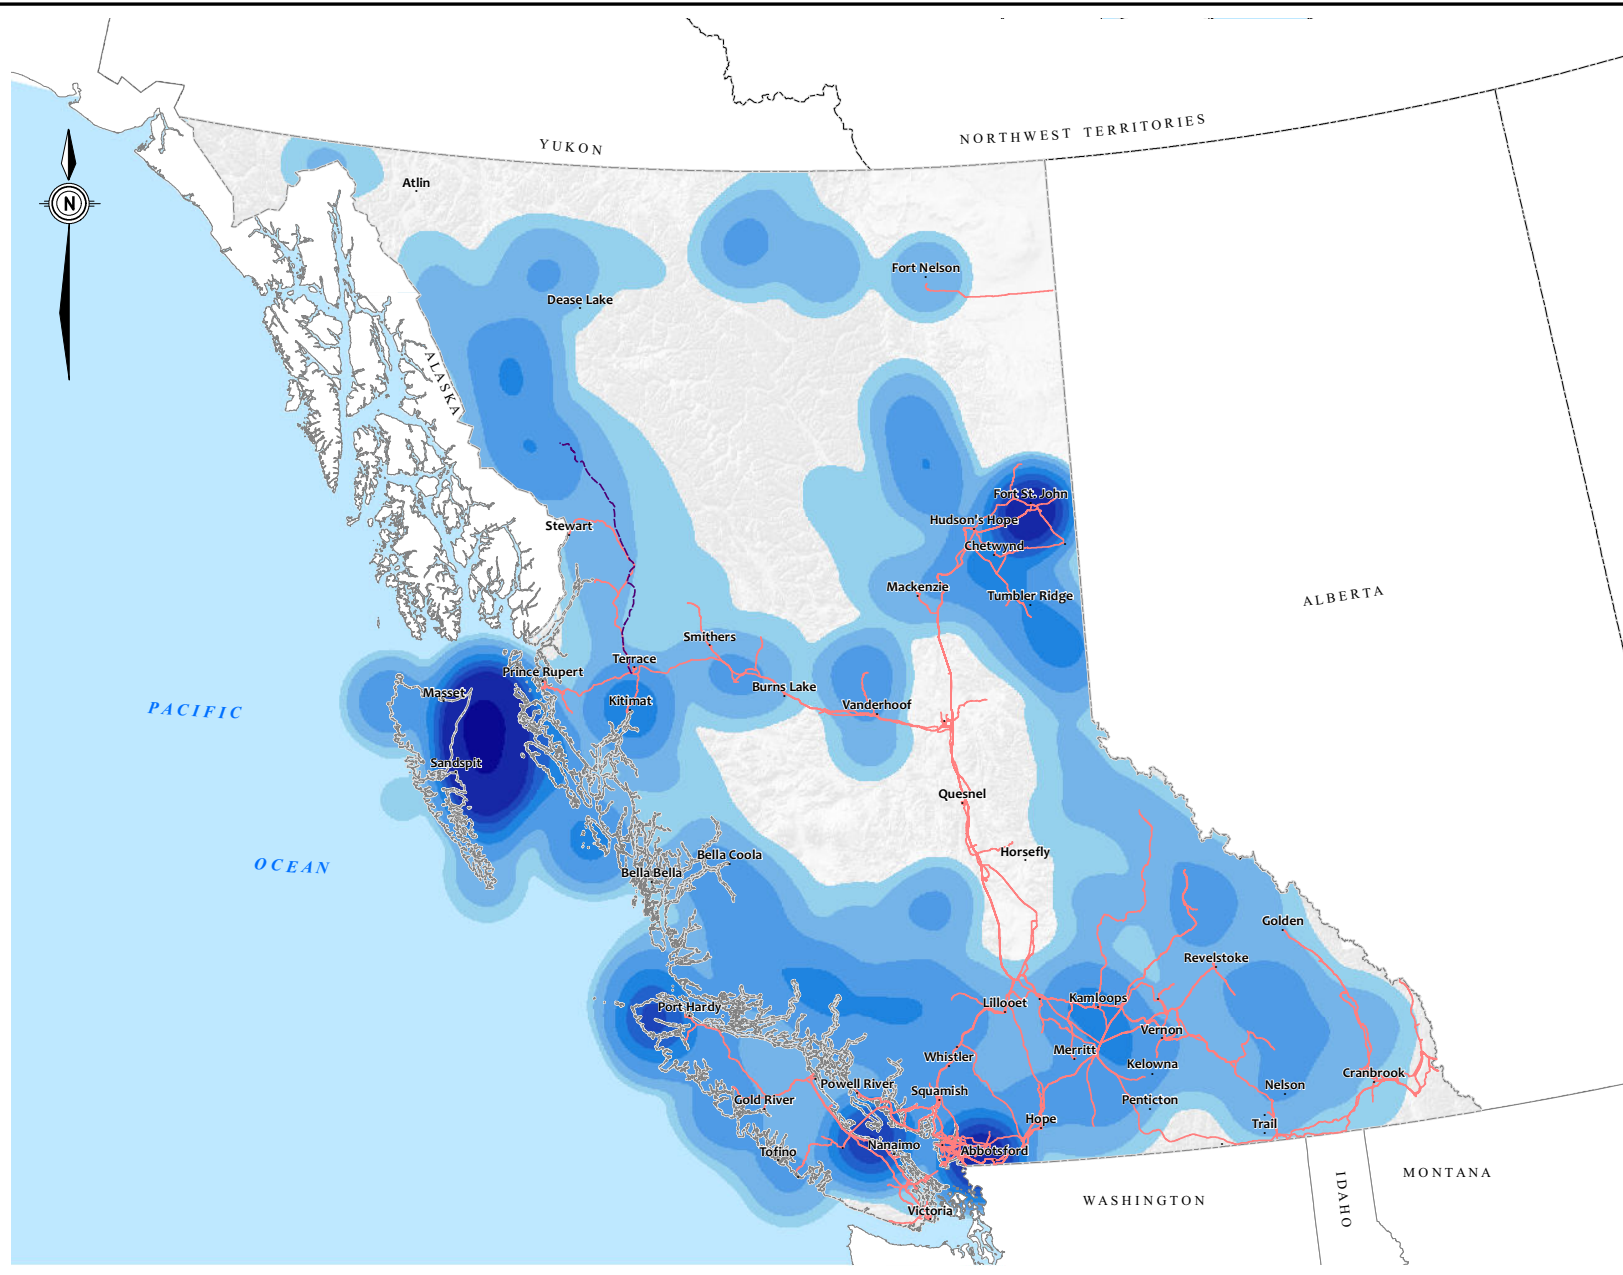 YUKON
NORTHWEST TERRITORIES
Atlin
N
Fort Nelson
Dease Lake
ALASKA
Fort St. John
Hudson's Hope
Stewart
Chetwynd
Mackenzie
Tumbler Ridge
ALBERTA
Smithers
Terrace
Prince Rupert
Masset
Kitimat
Burns Lake
Vanderhoof
PACIFIC
Sandspit
Quesnel
Horsefly
Bella Coola
OCEAN
Bella Bella
Golden
Revelstoke
Kamloops
Lillooet
Port Hardy
Vernon
Merritt
Whistler
Kelowna
Cranbrook
Powell River
Squamish
Nelson
Gold River
Penticton
Hope
Trail
Nanaimo
Abbotsford
Tofino
MONTANA
WASHINGTON
IDAHO
Victoria